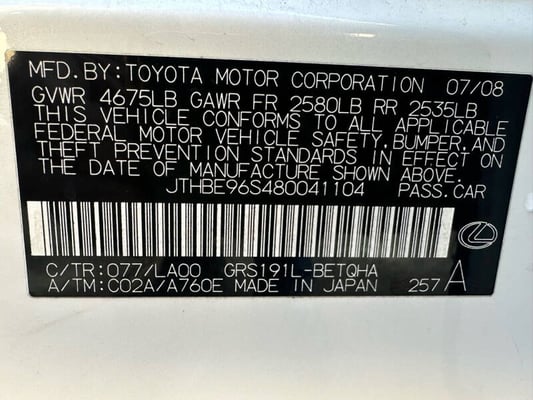 MFD.BY:TOYOTA MOTOR CORPORATION 07/08
GVWR 4675LB GAWR FR 2580LB RR 2535LB
THIS VEHICLE CONFORMS TO ALL APPLICABLE
FEDERAL MOTOR VEHICLE SAFETY,BUMPER,AND
THEFT PREVENTION STANDARDS IN EFFECT ON
THE DATE OF MANUFACTURE SHOWN ABOVE.
JTHBE96S480041104 PASS.CAR
C/TR:077/LA00 GRS191L-BETQHA
A/TM:C02A/A760E MADE IN JAPAN 257 A